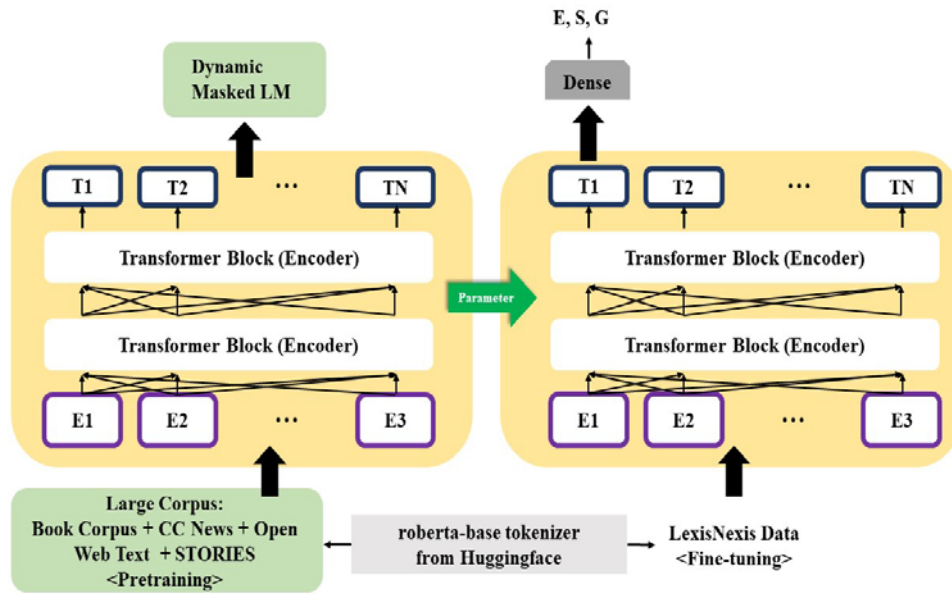 E, S, G
Dynamic
Masked LM
Dense
T1 T2 ... TN
Transformer Block (Encoder)
Transformer Block (Encoder)
E1 E2 ... E3
Parameter
T1 T2 ... TN
Transformer Block (Encoder)
Transformer Block (Encoder)
E1 E2 ... E3
Large Corpus:
Book Corpus + CC News + Open
Web Text + STORIES
<Pretraining>
roberta-base tokenizer
from Huggingface
LexisNexis Data
<Fine-tuning>